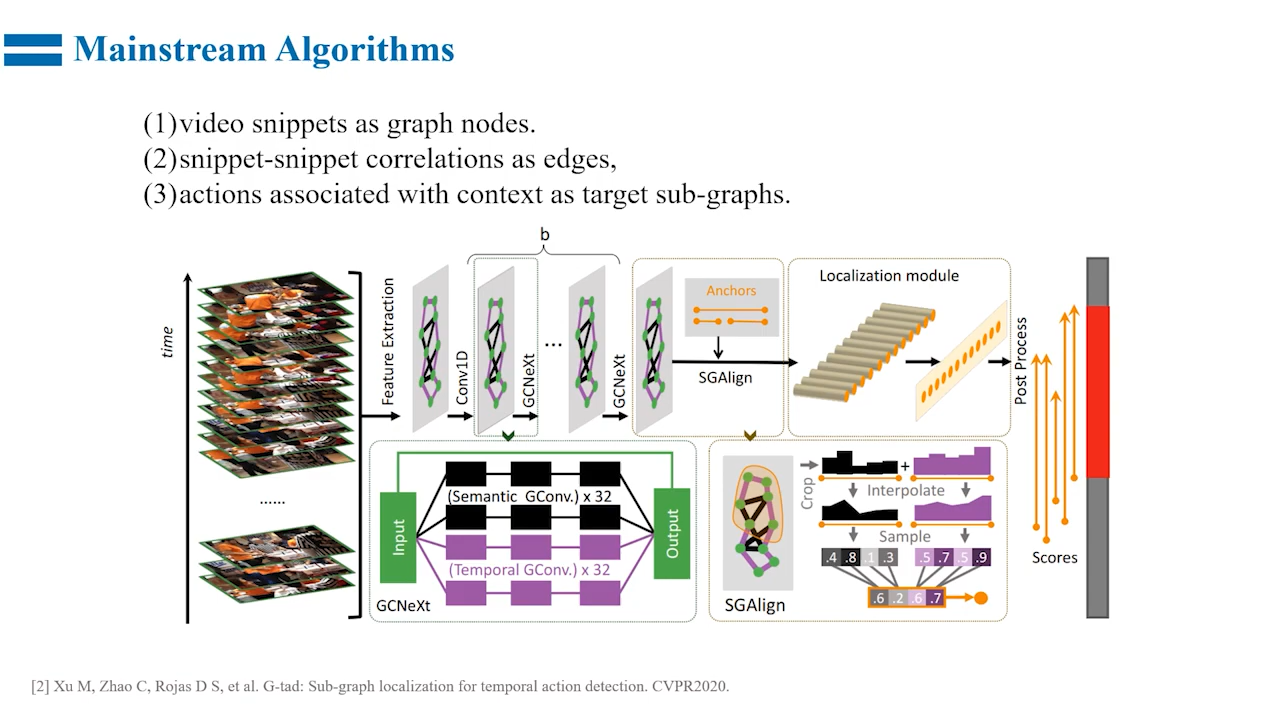 Mainstream Algorithms
(1)video snippets as graph nodes.
(2)snippet-snippet correlations as edges,
(3)actions associated with context as target sub-graphs.
b
time
......
Feature Extraction
Conv1D
GCNeXt
...
GCNeXt
Anchors
SGAlign
Localization module
Post Process
Scores
Input
(Semantic GConv.) x 32
(Temporal GConv.) x 32
Output
GCNeXt
SGAlign
Crop
+
Interpolate
Sample
.4 .8 .1 .3
.5 .7 .5 .9
.6 .2 .6 .7
[2] Xu M, Zhao C, Rojas D S, et al. G-tad: Sub-graph localization for temporal action detection. CVPR2020.